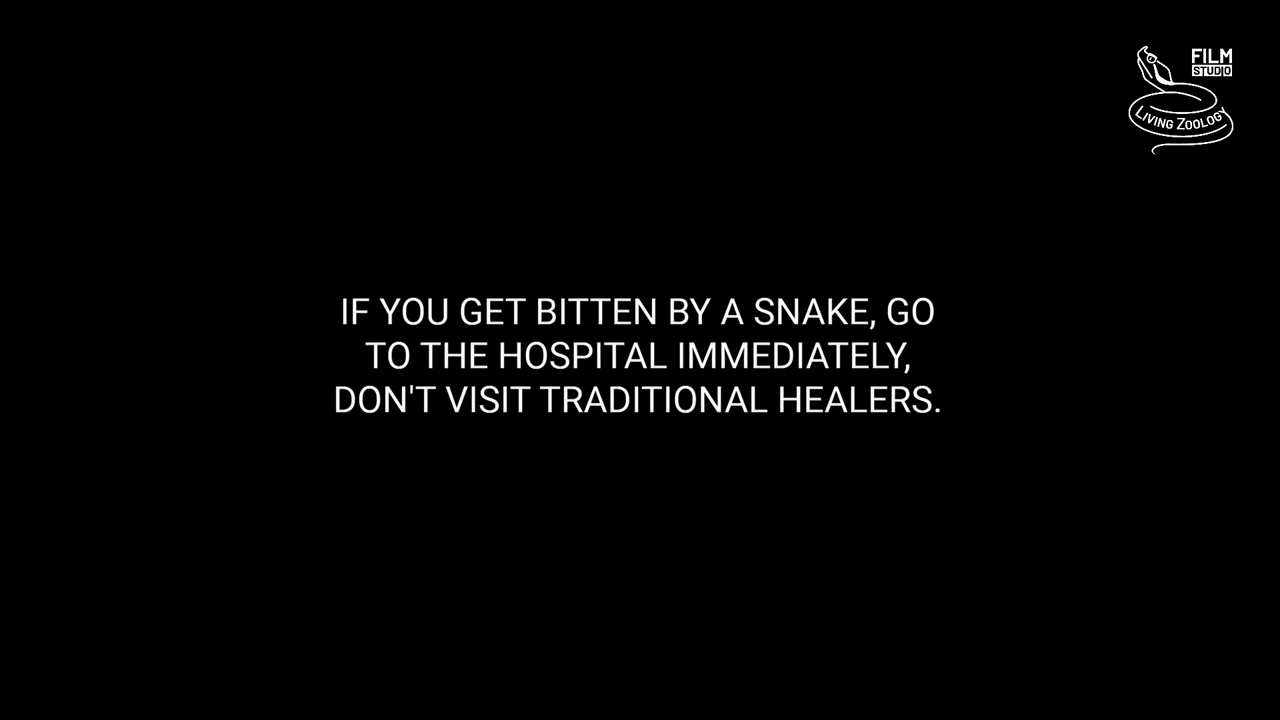 FILM
STUDIO
LIVING ZOOLOGY
IF YOU GET BITTEN BY A SNAKE, GO
TO THE HOSPITAL IMMEDIATELY,
DON'T VISIT TRADITIONAL HEALERS.